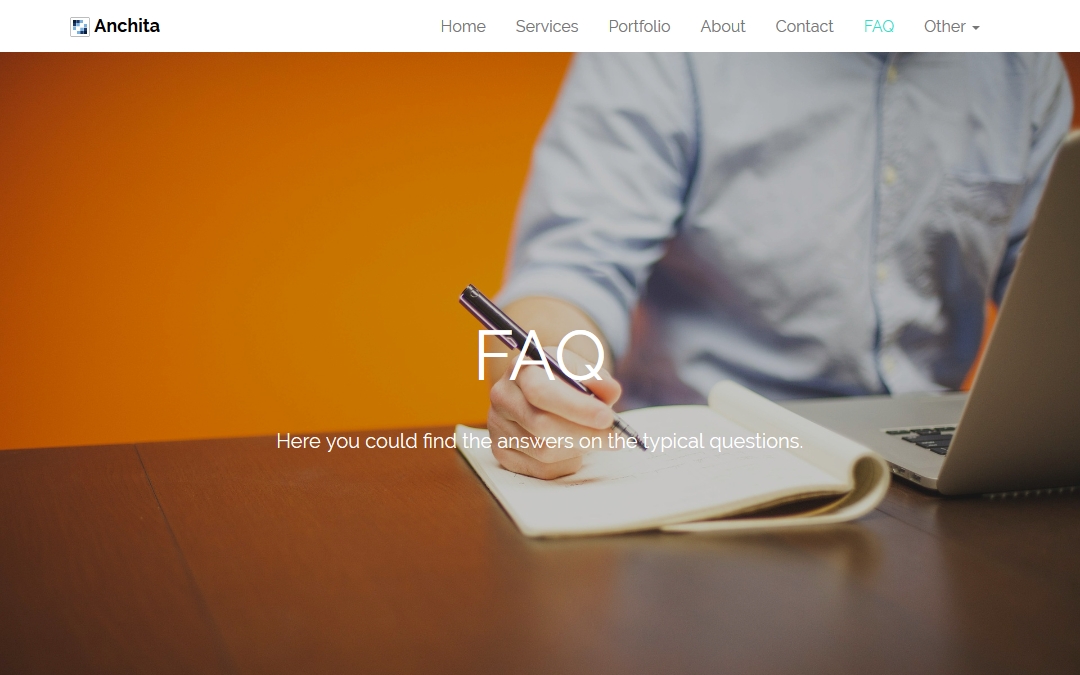 Anchita
Home Services Portfolio About Contact FAQ Other
FAQ
Here you could find the answers on the typical questions.